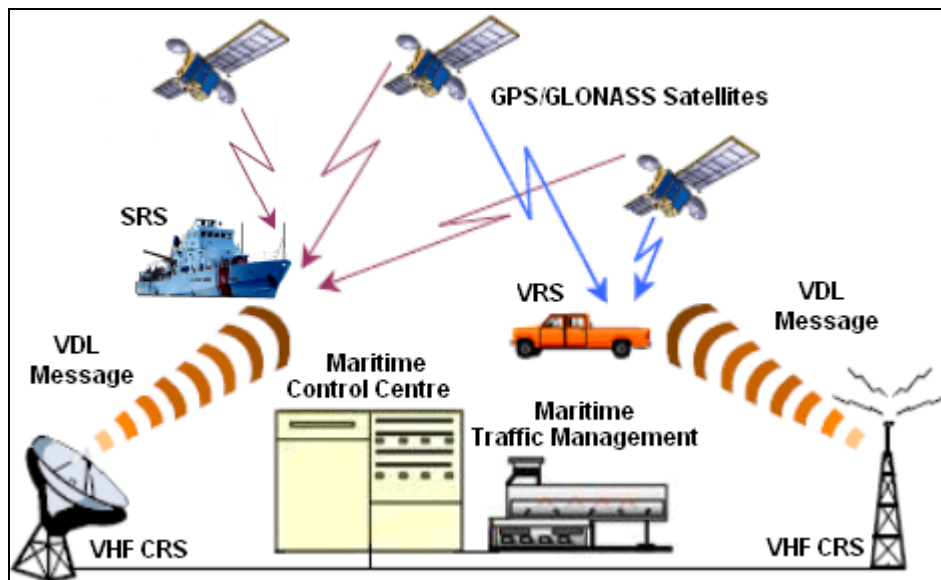 GPS/GLONASS Satellites
SRS
VRS
VDL
Message
VDL
Message
Maritime
Control Centre
Maritime
Traffic Management
VHF CRS
VHF CRS